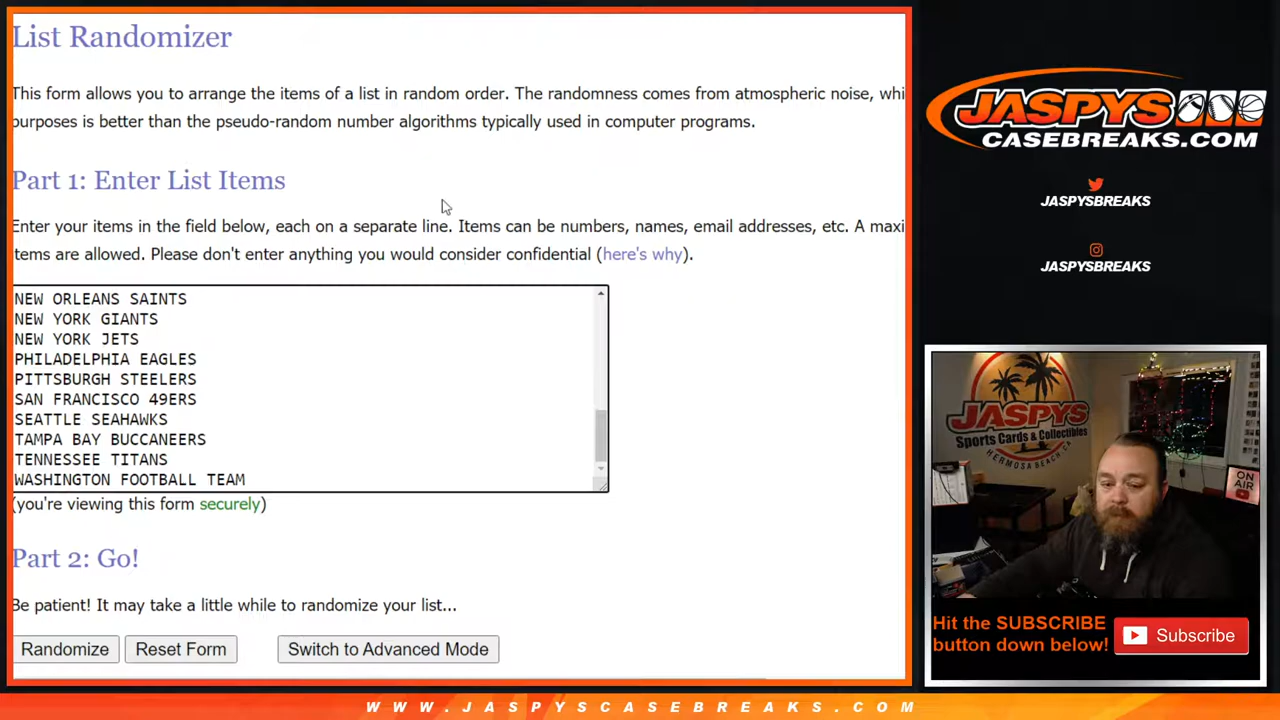 List Randomizer
This form allows you to arrange the items of a list in random order. The randomness comes from atmospheric noise, whi
purposes is better than the pseudo-random number algorithms typically used in computer programs.
Part 1: Enter List Items
Enter your items in the field below, each on a separate line. Items can be numbers, names, email addresses, etc. A maxi
tems are allowed. Please don't enter anything you would consider confidential (here's why).
NEW ORLEANS SAINTS
NEW YORK GIANTS
NEW YORK JETS
PHILADELPHIA EAGLES
PITTSBURGH STEELERS
SAN FRANCISCO 49ERS
SEATTLE SEAHAWKS
TAMPA BAY BUCCANEERS
TENNESSEE TITANS
WASHINGTON FOOTBALL TEAM
(you're viewing this form securely)
Part 2: Go!
Be patient! It may take a little while to randomize your list...
Randomize
Reset Form
Switch to Advanced Mode
JASPYS
CASEBREAKS.COM
JASPYSBREAKS
JASPYSBREAKS
JASPYS
Sports Cards & Collectibles
HERMOSA BEACH, CA
ON
AIR
Hit the SUBSCRIBE
button down below!
Subscribe
WWW.JASPYSCASEBREAKS.COM